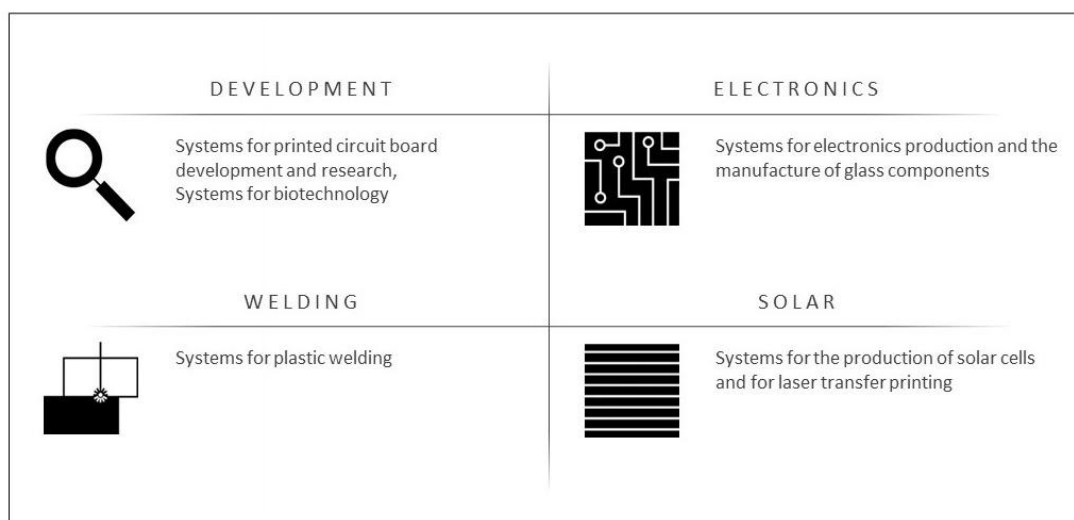 DEVELOPMENT
Systems for printed circuit board
development and research,
Systems for biotechnology
ELECTRONICS
Systems for electronics production and the
manufacture of glass components
WELDING
Systems for plastic welding
SOLAR
Systems for the production of solar cells
and for laser transfer printing